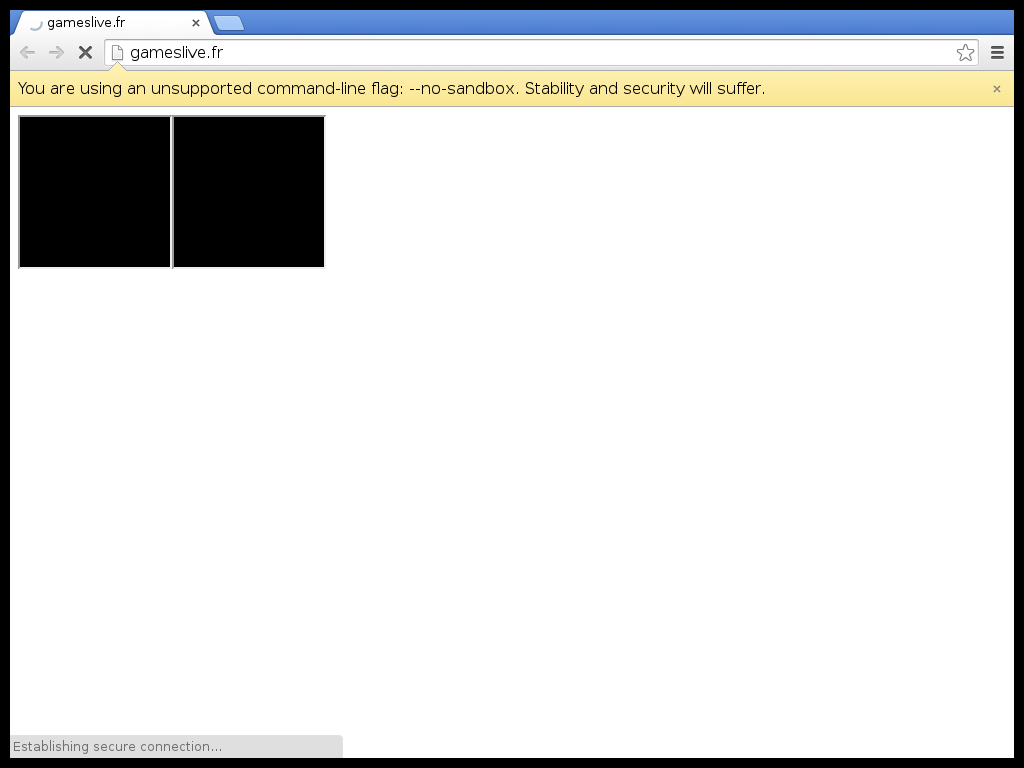 gameslive.fr
gameslive.fr
You are using an unsupported command-line flag: --no-sandbox. Stability and security will suffer.
Establishing secure connection...